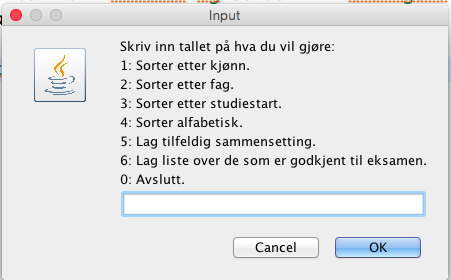 Input
Skriv inn tallet på hva du vil gjøre:
1: Sorter etter kjønn.
2: Sorter etter fag.
3: Sorter etter studiestart.
4: Sorter alfabetisk.
5: Lag tilfeldig sammensetting.
6: Lag liste over de som er godkjent til eksamen.
0: Avslutt.
Cancel OK